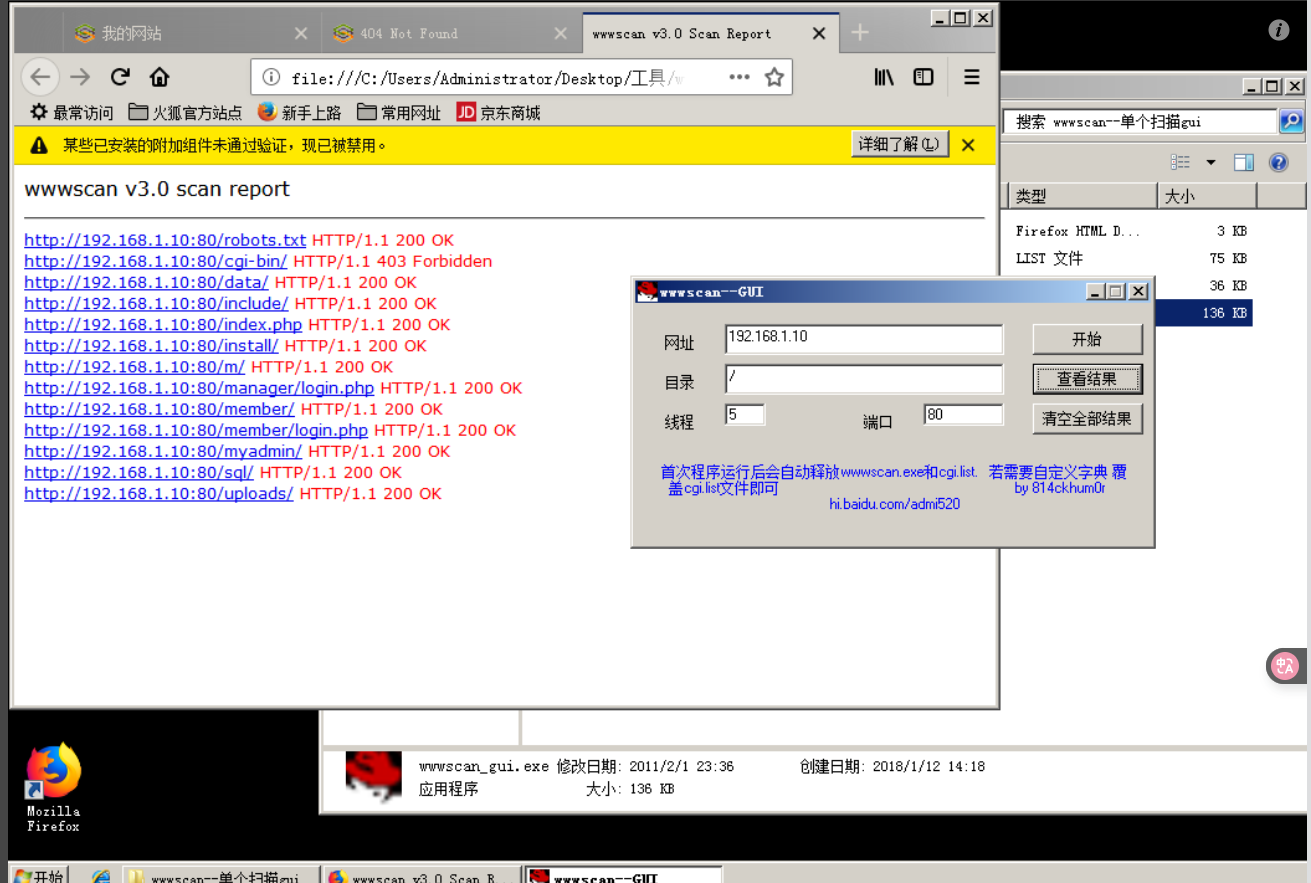 我的网站
404 Not Found
wwwscan v3.0 Scan Report
file:///C:/Users/Administrator/Desktop/工具/w
最常访问 火狐官方站点 新手上路 常用网址 JD 京东商城
某些已安装的附加组件未通过验证，现已被禁用。 详细了解(L)
wwwscan v3.0 scan report
http://192.168.1.10:80/robots.txt HTTP/1.1 200 OK
http://192.168.1.10:80/cgi-bin/ HTTP/1.1 403 Forbidden
http://192.168.1.10:80/data/ HTTP/1.1 200 OK
http://192.168.1.10:80/include/ HTTP/1.1 200 OK
http://192.168.1.10:80/index.php HTTP/1.1 200 OK
http://192.168.1.10:80/install/ HTTP/1.1 200 OK
http://192.168.1.10:80/m/ HTTP/1.1 200 OK
http://192.168.1.10:80/manager/login.php HTTP/1.1 200 OK
http://192.168.1.10:80/member/ HTTP/1.1 200 OK
http://192.168.1.10:80/member/login.php HTTP/1.1 200 OK
http://192.168.1.10:80/myadmin/ HTTP/1.1 200 OK
http://192.168.1.10:80/sql/ HTTP/1.1 200 OK
http://192.168.1.10:80/uploads/ HTTP/1.1 200 OK
搜索 wwwscan--单个扫描gui
类型 大小
Firefox HTML D... 3 KB
LIST 文件 75 KB
36 KB
136 KB
wwwscan--GUI
网址 192.168.1.10 开始
目录 / 查看结果
线程 5 端口 80 清空全部结果
首次程序运行后会自动释放wwwscan.exe和cgi.list. 若需要自定义字典 覆
盖cgi.list文件即可 by 814ckhum0r
hi.baidu.com/admi520
中A
wwwscan_gui.exe 修改日期: 2011/2/1 23:36 创建日期: 2018/1/12 14:18
应用程序 大小: 136 KB
Mozilla
Firefox
开始 wwwscan--单个扫描gui wwwscan v3.0 Scan R... wwwscan--GUI